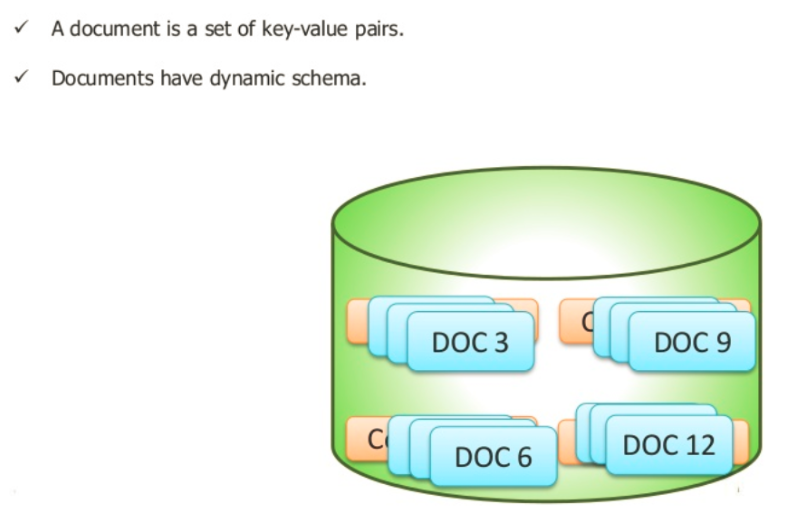 A document is a set of key-value pairs.
Documents have dynamic schema.
DOC 3
DOC 9
DOC 6
DOC 12